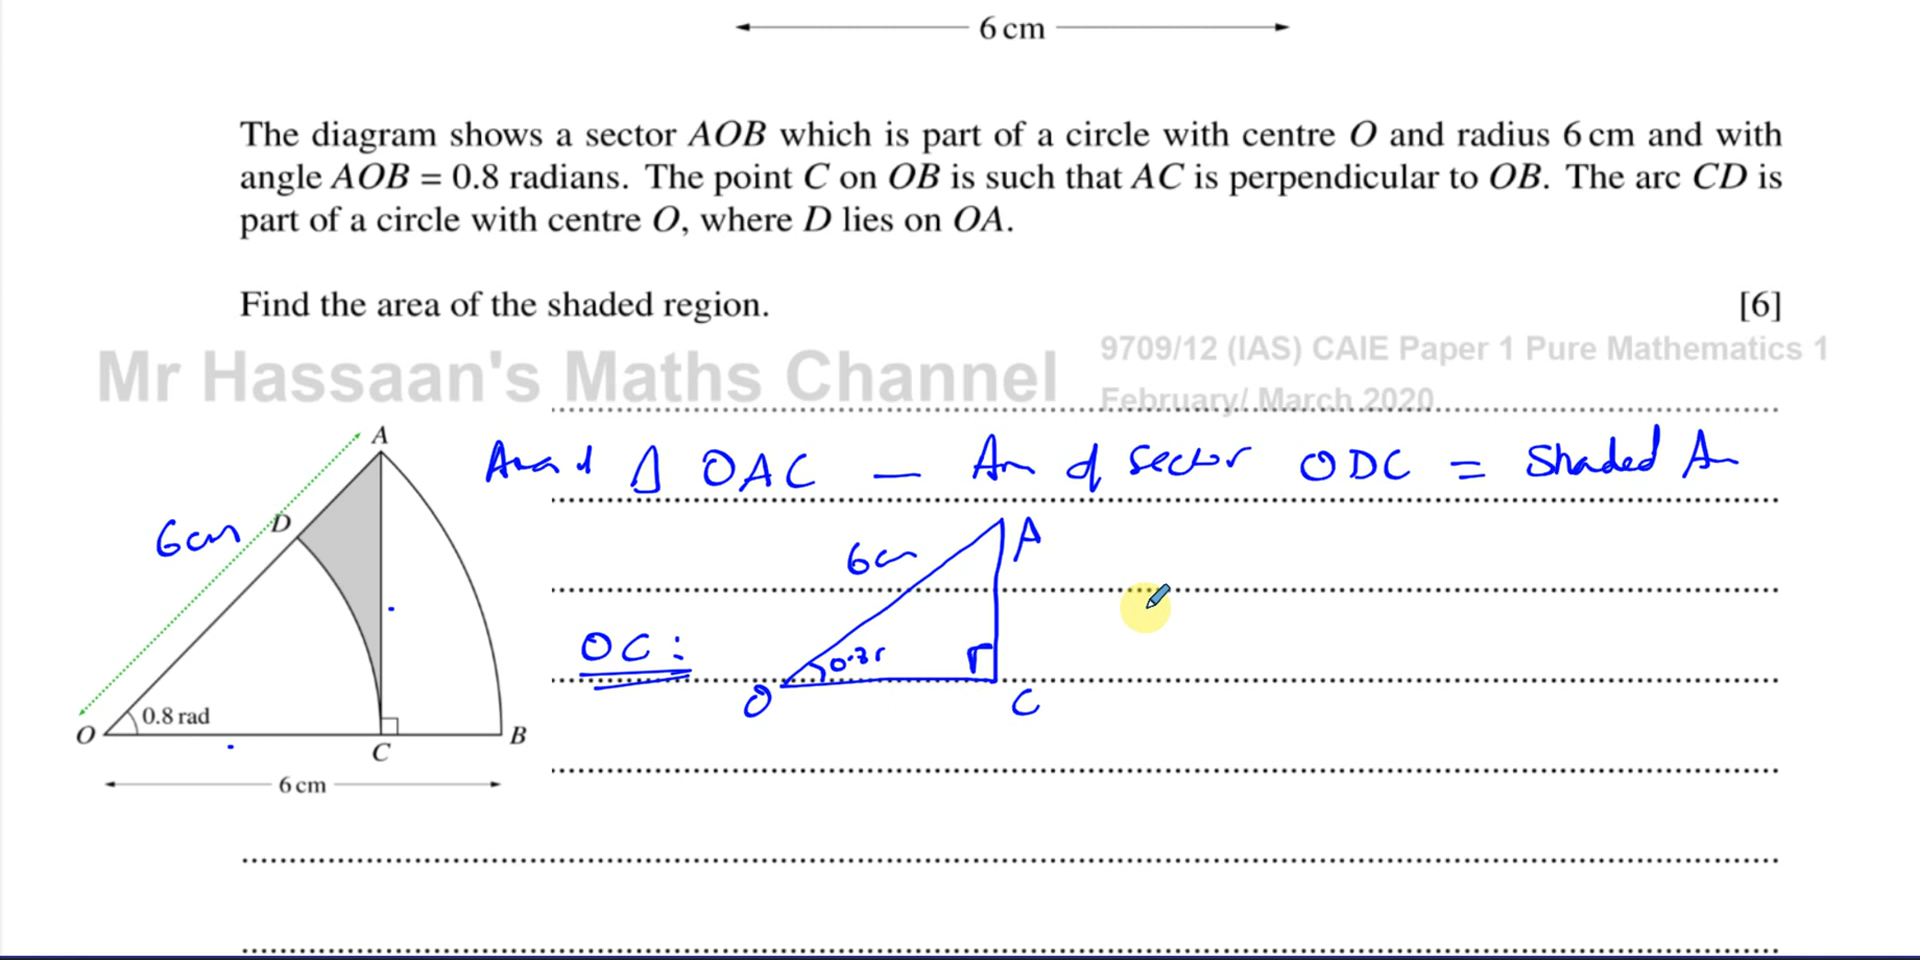 6 cm
The diagram shows a sector AOB which is part of a circle with centre O and radius 6 cm and with
angle AOB = 0.8 radians. The point C on OB is such that AC is perpendicular to OB. The arc CD is
part of a circle with centre O, where D lies on OA.
Find the area of the shaded region. [6]
Mr Hassaan's Maths Channel
9709/12 (IAS) CAIE Paper 1 Pure Mathematics 1
February/ March 2020
A
Δ OAC — of sector ODC = Shaded
6cm D
6cm A
OC:
0.8r
O C
0.8 rad
O C B
6 cm